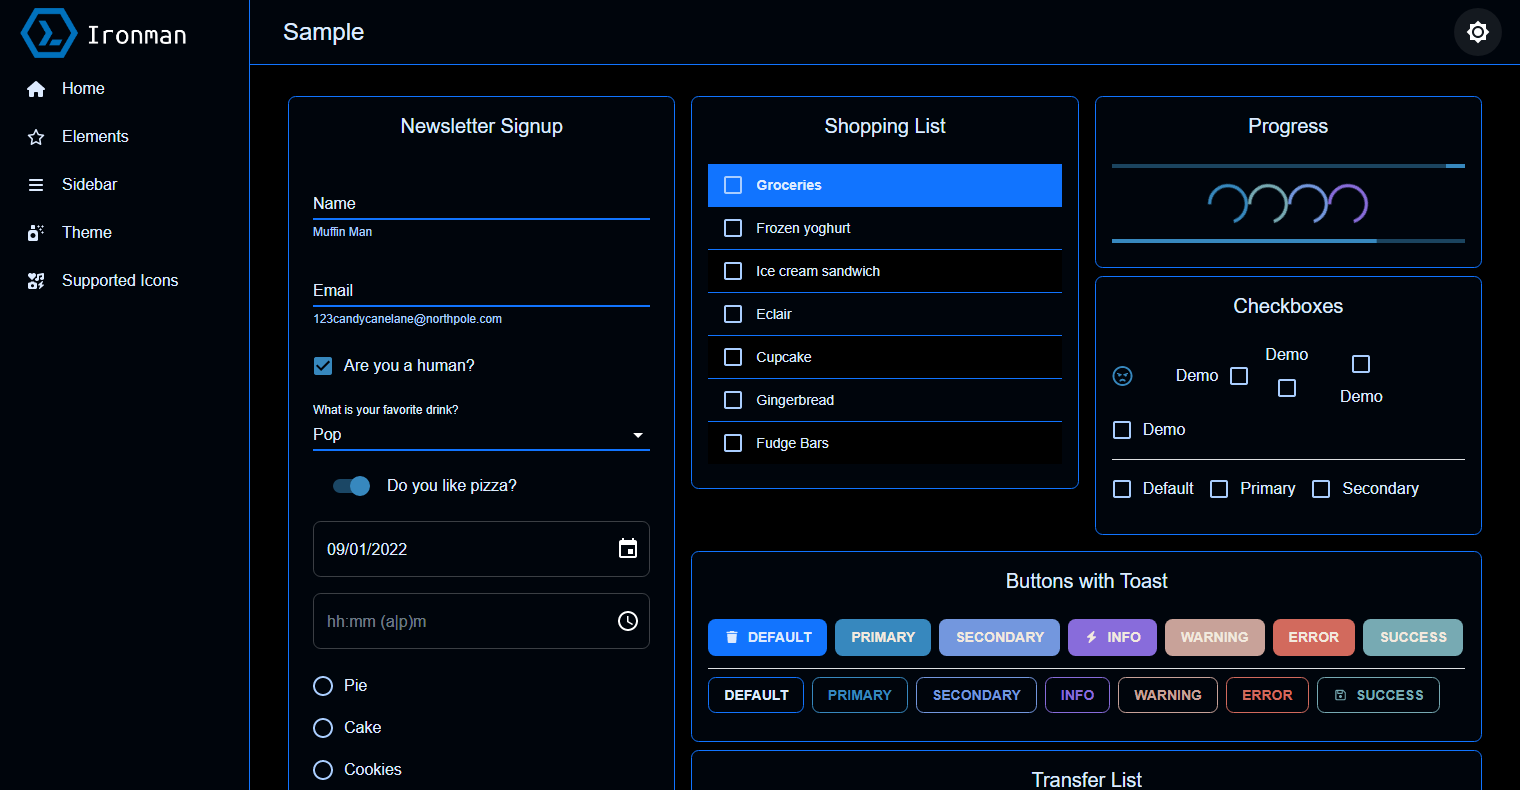 Ironman
Home
Elements
Sidebar
Theme
Supported Icons
Sample
Newsletter Signup
Name
Muffin Man
Email
123candycanelane@northpole.com
Are you a human?
What is your favorite drink?
Pop
Do you like pizza?
09/01/2022
hh:mm (a|p)m
Pie
Cake
Cookies
Shopping List
Groceries
Frozen yoghurt
Ice cream sandwich
Eclair
Cupcake
Gingerbread
Fudge Bars
Progress
Checkboxes
Demo
Demo
Demo
Demo
Default Primary Secondary
Buttons with Toast
DEFAULT PRIMARY SECONDARY INFO WARNING ERROR SUCCESS
DEFAULT PRIMARY SECONDARY INFO WARNING ERROR SUCCESS
Transfer List